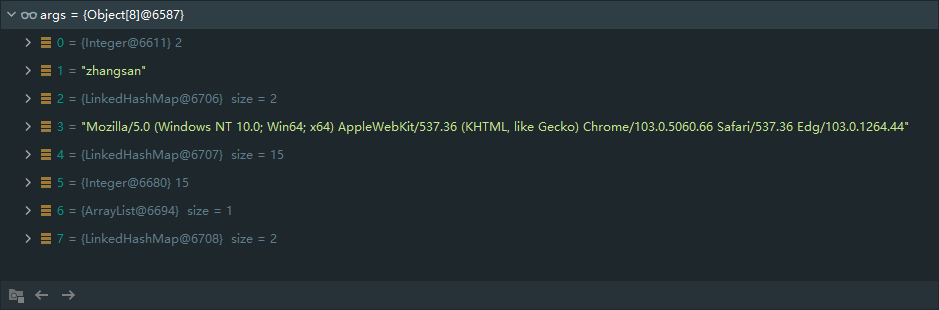 args = {Object[8]@6587}
0 = {Integer@6611} 2
1 = "zhangsan"
2 = {LinkedHashMap@6706} size = 2
3 = "Mozilla/5.0 (Windows NT 10.0; Win64; x64) AppleWebKit/537.36 (KHTML, like Gecko) Chrome/103.0.5060.66 Safari/537.36 Edg/103.0.1264.44"
4 = {LinkedHashMap@6707} size = 15
5 = {Integer@6680} 15
6 = {ArrayList@6694} size = 1
7 = {LinkedHashMap@6708} size = 2